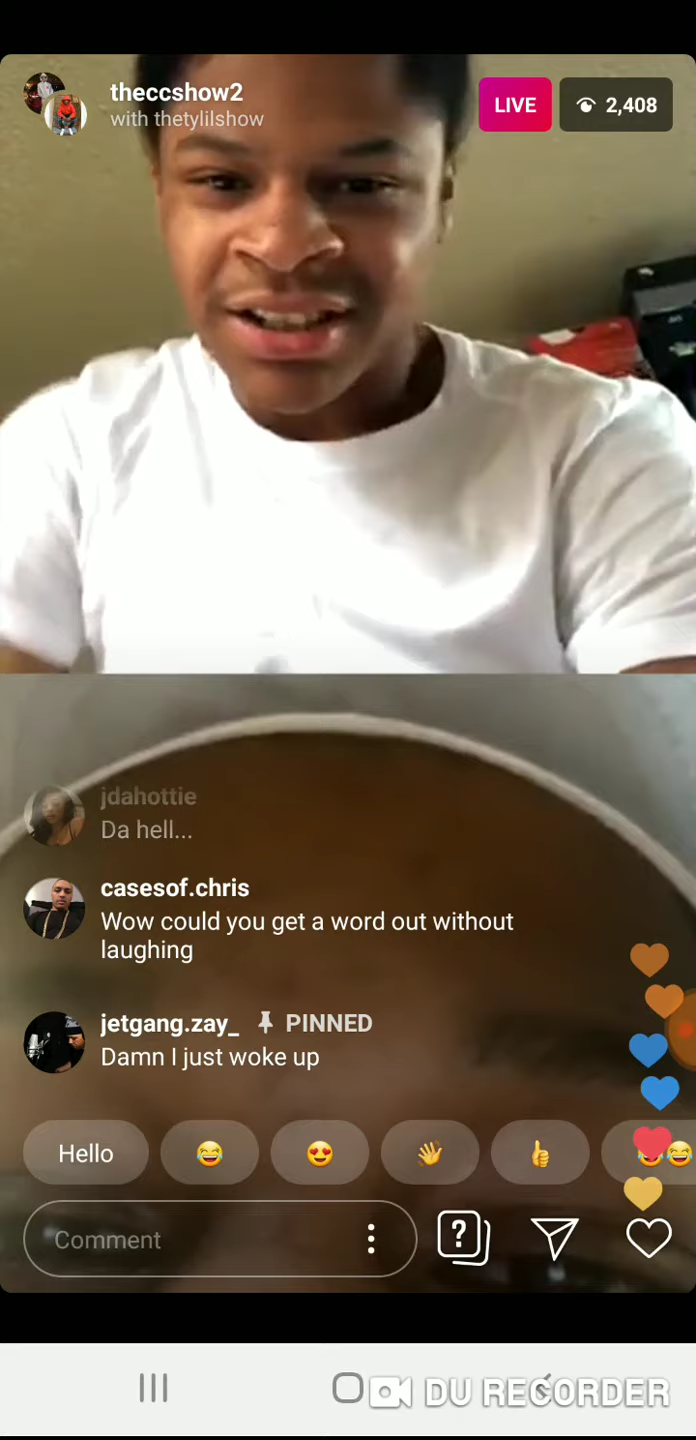 theccshow2
with thetylilshow
LIVE
2,408
jdahottie
Da hell...
casesof.chris
Wow could you get a word out without
laughing
jetgang.zay_ PINNED
Damn I just woke up
Hello
Comment
?
DU RECORDER